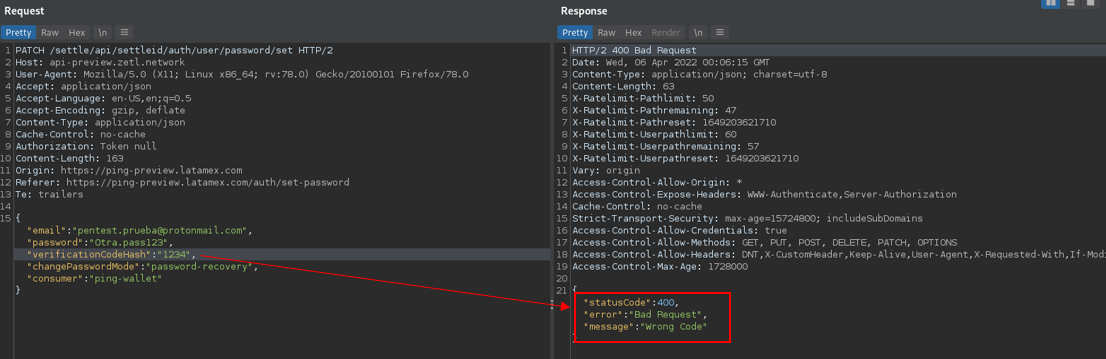 Request
Pretty Raw Hex \n
1 PATCH /settle/api/settleid/auth/user/password/set HTTP/2
2 Host: api-preview.zetl.network
3 User-Agent: Mozilla/5.0 (X11; Linux x86_64; rv:78.0) Gecko/20100101 Firefox/78.0
4 Accept: application/json
5 Accept-Language: en-US,en;q=0.5
6 Accept-Encoding: gzip, deflate
7 Content-Type: application/json
8 Cache-Control: no-cache
9 Authorization: Token null
10 Content-Length: 163
11 Origin: https://ping-preview.latamex.com
12 Referer: https://ping-preview.latamex.com/auth/set-password
13 Te: trailers
14
15 {
"email":"pentest.prueba@protonmail.com",
"password":"Otra.pass123",
"verificationCodeHash":"1234",
"changePasswordMode":"password-recovery",
"consumer":"ping-wallet"
}
Response
Pretty Raw Hex Render \n
1 HTTP/2 400 Bad Request
2 Date: Wed, 06 Apr 2022 00:06:15 GMT
3 Content-Type: application/json; charset=utf-8
4 Content-Length: 63
5 X-Ratelimit-Pathlimit: 50
6 X-Ratelimit-Pathremaining: 47
7 X-Ratelimit-Pathreset: 1649203621710
8 X-Ratelimit-Userpathlimit: 60
9 X-Ratelimit-Userpathremaining: 57
10 X-Ratelimit-Userpathreset: 1649203621710
11 Vary: origin
12 Access-Control-Allow-Origin: *
13 Access-Control-Expose-Headers: WWW-Authenticate,Server-Authorization
14 Cache-Control: no-cache
15 Strict-Transport-Security: max-age=15724800; includeSubDomains
16 Access-Control-Allow-Credentials: true
17 Access-Control-Allow-Methods: GET, PUT, POST, DELETE, PATCH, OPTIONS
18 Access-Control-Allow-Headers: DNT,X-CustomHeader,Keep-Alive,User-Agent,X-Requested-With,If-Modi
19 Access-Control-Max-Age: 1728000
20
21 {
"statusCode":400,
"error":"Bad Request",
"message":"Wrong Code"
}